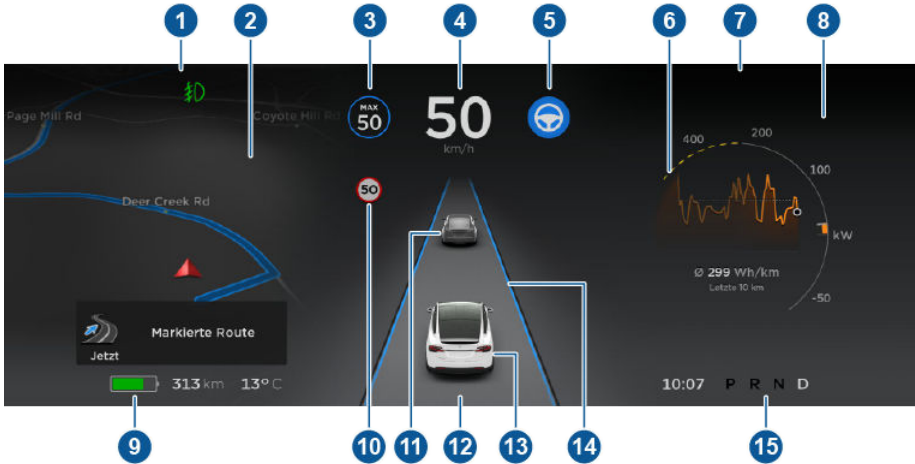 1
2
3
4
5
6
7
8
Page Mill Rd
Coyote Hill Rd
MAX
50
50
km/h
400
200
100
50
Deer Creek Rd
kW
Ø 299 Wh/km
Letzte 10 km
-50
Markierte Route
Jetzt
313 km 13° C
10:07 P R N D
9
10
11
12
13
14
15